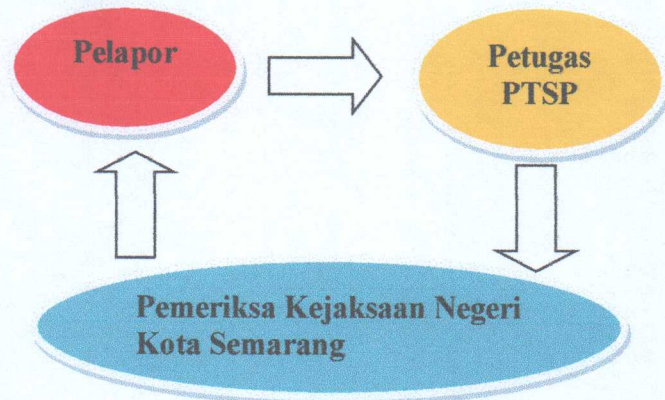 Pelapor
Petugas
PTSP
Pemeriksa Kejaksaan Negeri
Kota Semarang